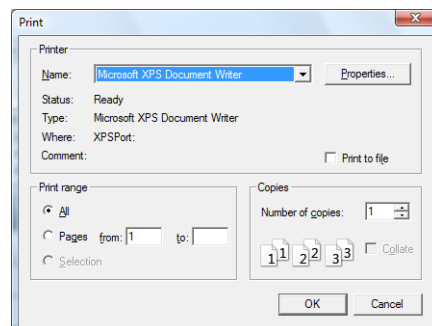 Print
Printer
Name: Microsoft XPS Document Writer Properties...
Status: Ready
Type: Microsoft XPS Document Writer
Where: XPSPort:
Comment: Print to file
Print range
All
Pages from: 1 to:
Selection
Copies
Number of copies: 1
1 1 2 2 3 3 Collate
OK Cancel